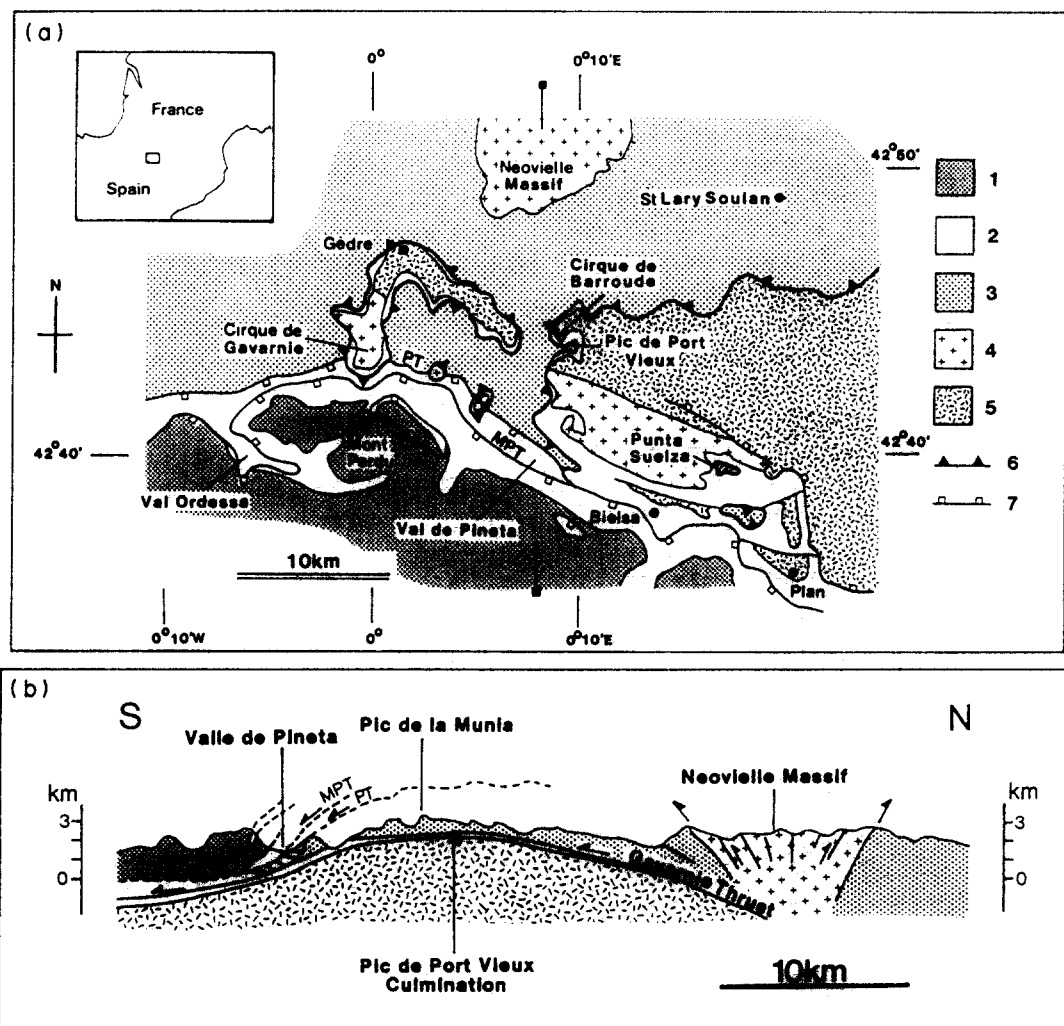 (a)
France
Spain
0°
0°10'E
42°50'
Neovielle
Massif
St Lary Soulan
Gèdre
Cirque de
Barroude
N
Cirque de
Gavarnie
PT
Pic de Port
Vieux
42°40'
Mont
Perdu
MPT
Punta
Suelza
42°40'
Val Ordessa
Val de Pineta
Bielsa
10km
Plan
0°10'W
0°
0°10'E
1
2
3
4
5
6
7
(b)
S
N
Valle de Pineta
Pic de la Munia
Neovielle Massif
km
3
0
MPT
PT
Gavarnie Thrust
km
3
0
Pic de Port Vieux
Culmination
10km